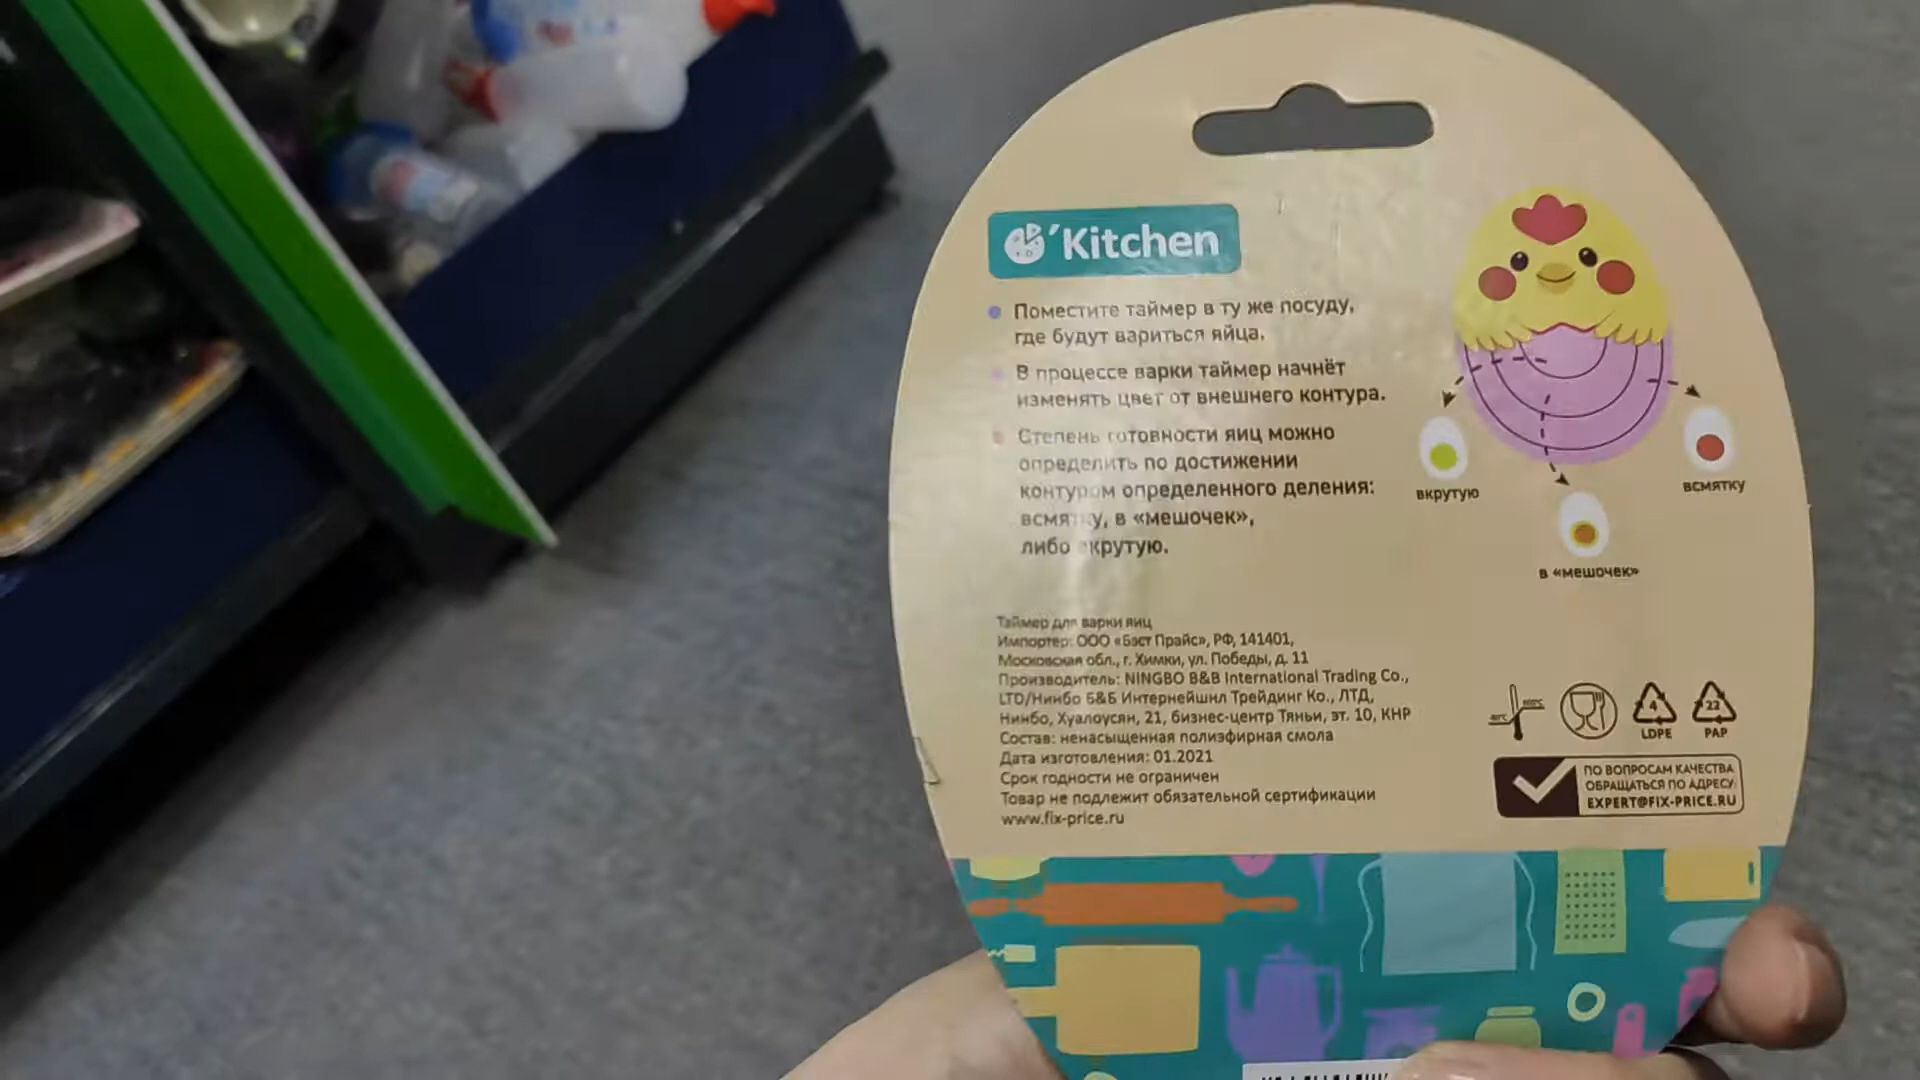 'Kitchen
Поместите таймер в ту же посуду,
где будут вариться яйца.
В процессе варки таймер начнёт
изменять цвет от внешнего контура.
Степень готовности яиц можно
определить по достижении
контуром определенного деления:
всмятку, в «мешочек»,
либо вкрутую.
вкрутую
в «мешочек»
всмятку
Таймер для варки яиц
Импортер: ООО «Бэст Прайс», РФ, 141401,
Московская обл., г. Химки, ул. Победы, д. 11
Производитель: NINGBO B&B International Trading Co.,
LTD/Нинбо Б&Б Интернейшнл Трейдинг Ко., ЛТД,
Нинбо, Хуалоусян, 21, бизнес-центр Тяньи, эт. 10, КНР
Состав: ненасыщенная полиэфирная смола
Дата изготовления: 01.2021
Срок годности не ограничен
Товар не подлежит обязательной сертификации
www.fix-price.ru
4
LDPE
22
PAP
ПО ВОПРОСАМ КАЧЕСТВА
ОБРАЩАТЬСЯ ПО АДРЕСУ:
EXPERT@FIX-PRICE.RU